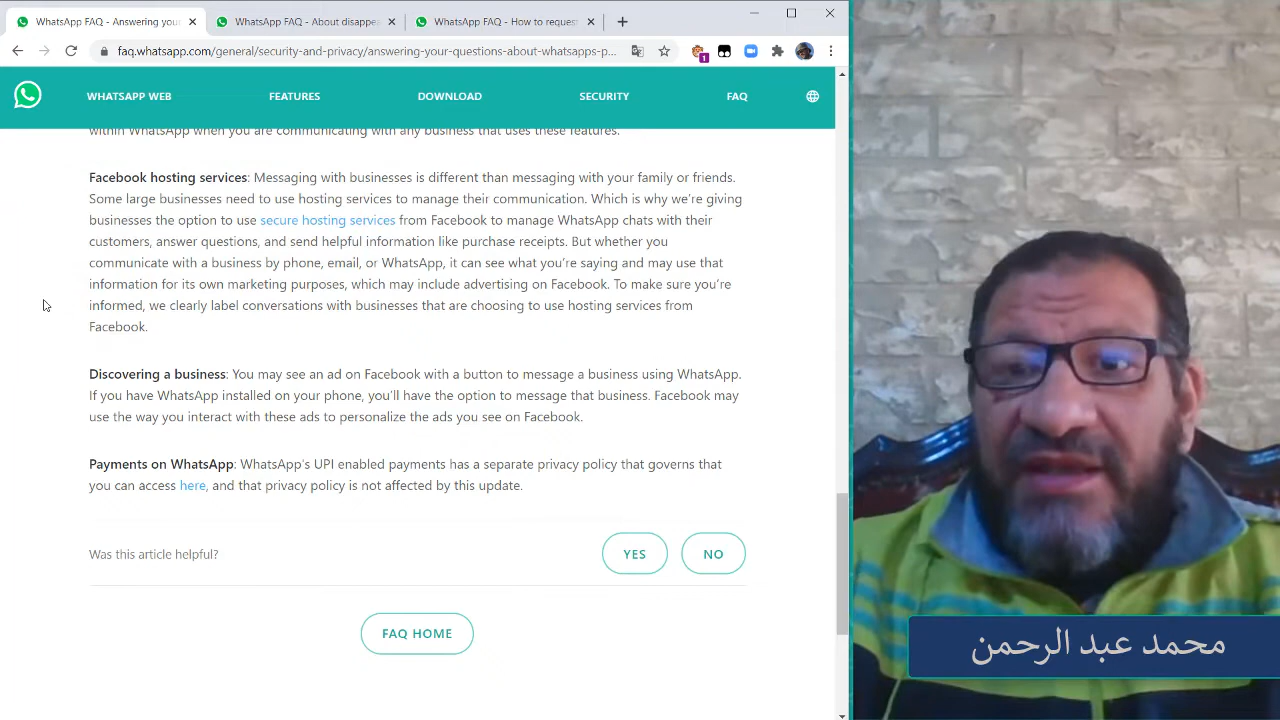 WhatsApp FAQ - Answering you
WhatsApp FAQ - About disappe
WhatsApp FAQ - How to request
faq.whatsapp.com/general/security-and-privacy/answering-your-questions-about-whatsapps-p...
1
WHATSAPP WEB
FEATURES
DOWNLOAD
SECURITY
FAQ
within WhatsApp when you are communicating with any business that uses these features.
Facebook hosting services: Messaging with businesses is different than messaging with your family or friends.
Some large businesses need to use hosting services to manage their communication. Which is why we're giving
businesses the option to use secure hosting services from Facebook to manage WhatsApp chats with their
customers, answer questions, and send helpful information like purchase receipts. But whether you
communicate with a business by phone, email, or WhatsApp, it can see what you're saying and may use that
information for its own marketing purposes, which may include advertising on Facebook. To make sure you're
informed, we clearly label conversations with businesses that are choosing to use hosting services from
Facebook.
Discovering a business: You may see an ad on Facebook with a button to message a business using WhatsApp.
If you have WhatsApp installed on your phone, you'll have the option to message that business. Facebook may
use the way you interact with these ads to personalize the ads you see on Facebook.
Payments on WhatsApp: WhatsApp's UPI enabled payments has a separate privacy policy that governs that
you can access here, and that privacy policy is not affected by this update.
Was this article helpful?
YES
NO
FAQ HOME
محمد عبد الرحمن